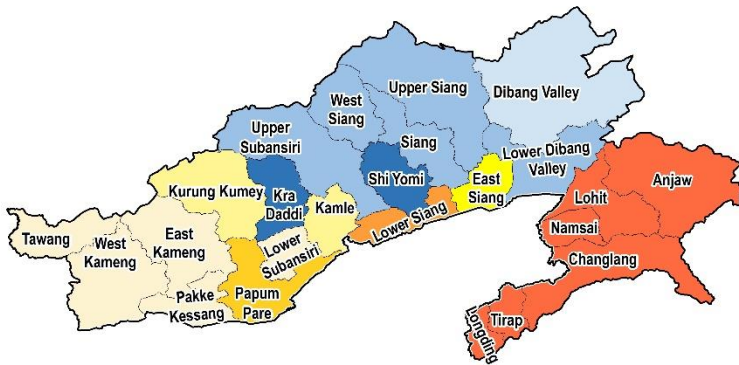 Upper Siang
Dibang Valley
West
Siang
Upper
Subansiri
Siang
Lower Dibang
Valley
Shi Yomi
East
Siang
Anjaw
Lohit
Kurung Kumey
Kra
Daddi
Kamle
Lower Siang
Namsai
Tawang
West
Kameng
East
Kameng
Lower
Subansiri
Changlang
Pakke
Kessang
Papum
Pare
Longding
Tirap